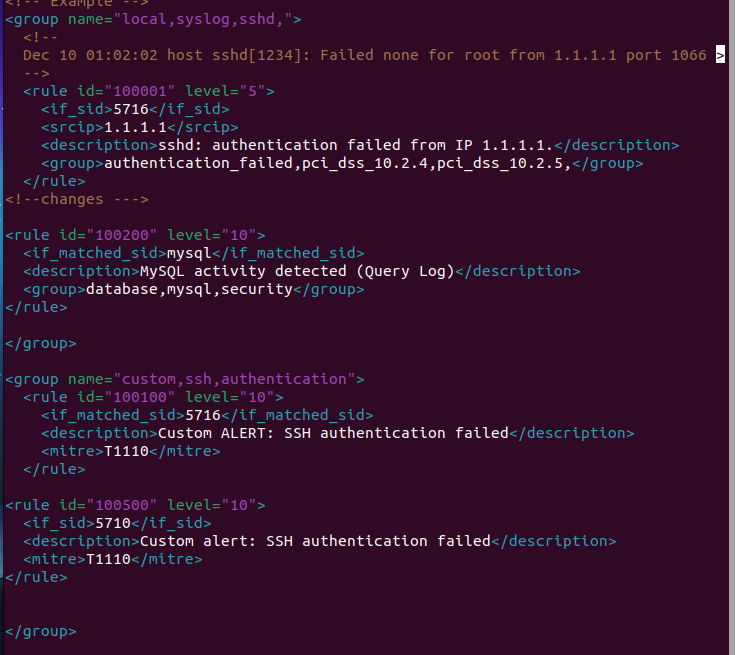 <!-- Example -->
<group name="local,syslog,sshd,">
  <!--
  Dec 10 01:02:02 host sshd[1234]: Failed none for root from 1.1.1.1 port 1066 >
  -->
  <rule id="100001" level="5">
    <if_sid>5716</if_sid>
    <srcip>1.1.1.1</srcip>
    <description>sshd: authentication failed from IP 1.1.1.1.</description>
    <group>authentication_failed,pci_dss_10.2.4,pci_dss_10.2.5,</group>
  </rule>
<!--changes --->
<rule id="100200" level="10">
  <if_matched_sid>mysql</if_matched_sid>
  <description>MySQL activity detected (Query Log)</description>
  <group>database,mysql,security</group>
</rule>
</group>
<group name="custom,ssh,authentication">
  <rule id="100100" level="10">
    <if_matched_sid>5716</if_matched_sid>
    <description>Custom ALERT: SSH authentication failed</description>
    <mitre>T1110</mitre>
  </rule>
<rule id="100500" level="10">
  <if_sid>5710</if_sid>
  <description>Custom alert: SSH authentication failed</description>
  <mitre>T1110</mitre>
</rule>
</group>